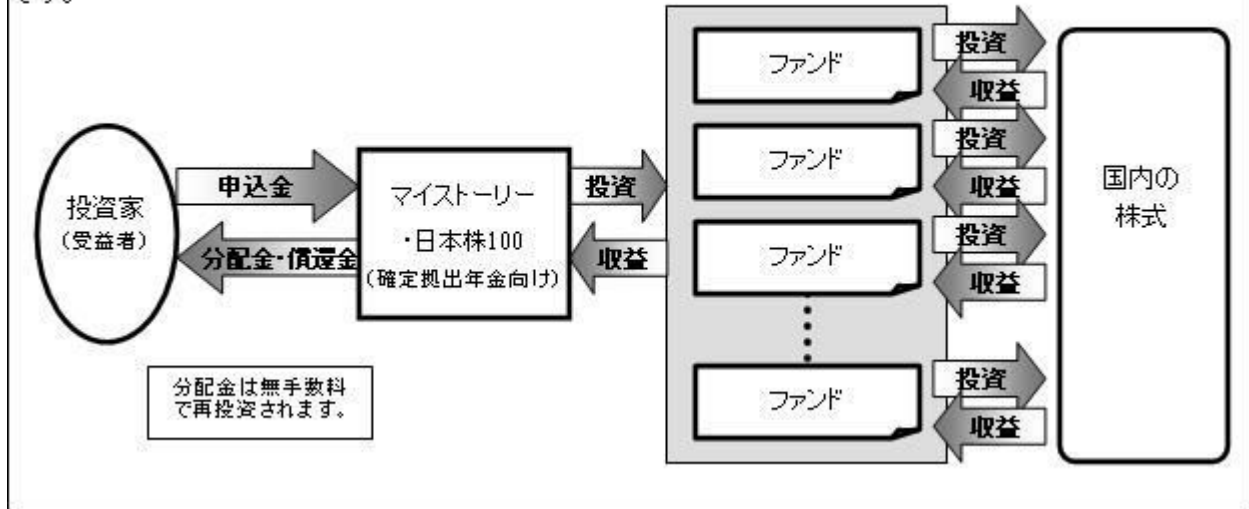 投資家
(受益者)
申込金
分配金・償還金
マイストーリー
・日本株100
(確定拠出年金向け)
投資
収益
分配金は無手数料
で再投資されます。
ファンド
投資
収益
ファンド
投資
収益
ファンド
投資
収益
ファンド
投資
収益
国内の
株式